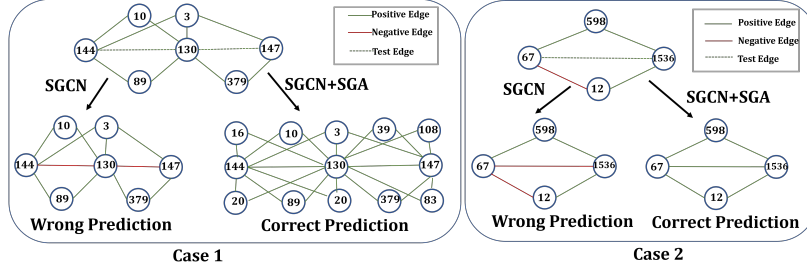 10 3
Positive Edge
Negative Edge
Test Edge
144 130 147
89 379
SGCN SGCN+SGA
10 3
144 130 147
89 379
Wrong Prediction
16 10 3 39 108
144 130 147
20 89 20 379 83
Correct Prediction
Case 1
598
Positive Edge
Negative Edge
Test Edge
67 1536
12
SGCN SGCN+SGA
598
67 1536
12
Wrong Prediction
598
67 1536
12
Correct Prediction
Case 2